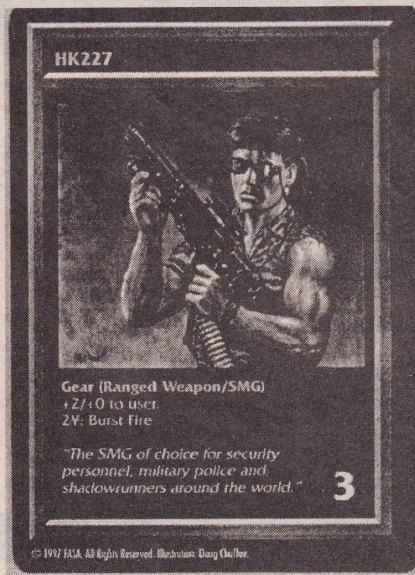 HK227
Gear (Ranged Weapon/SMG)
+2/+0 to user.
2¥: Burst Fire
"The SMG of choice for security
personnel, military police and
shadowrunners around the world."
3
© 1997 FASA. All Rights Reserved. Illustration: Doug Chaffee.